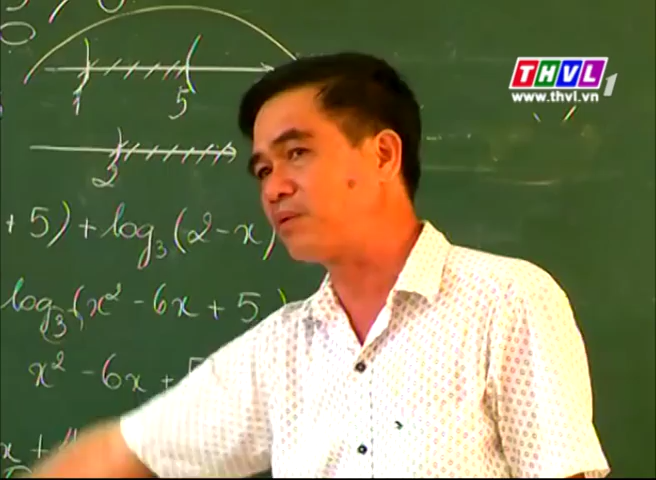 THVL1
www.thvl.vn
1 5
2
+ 5) + log₃(2 - x)
log₃(x² - 6x + 5)
x² - 6x +
x +